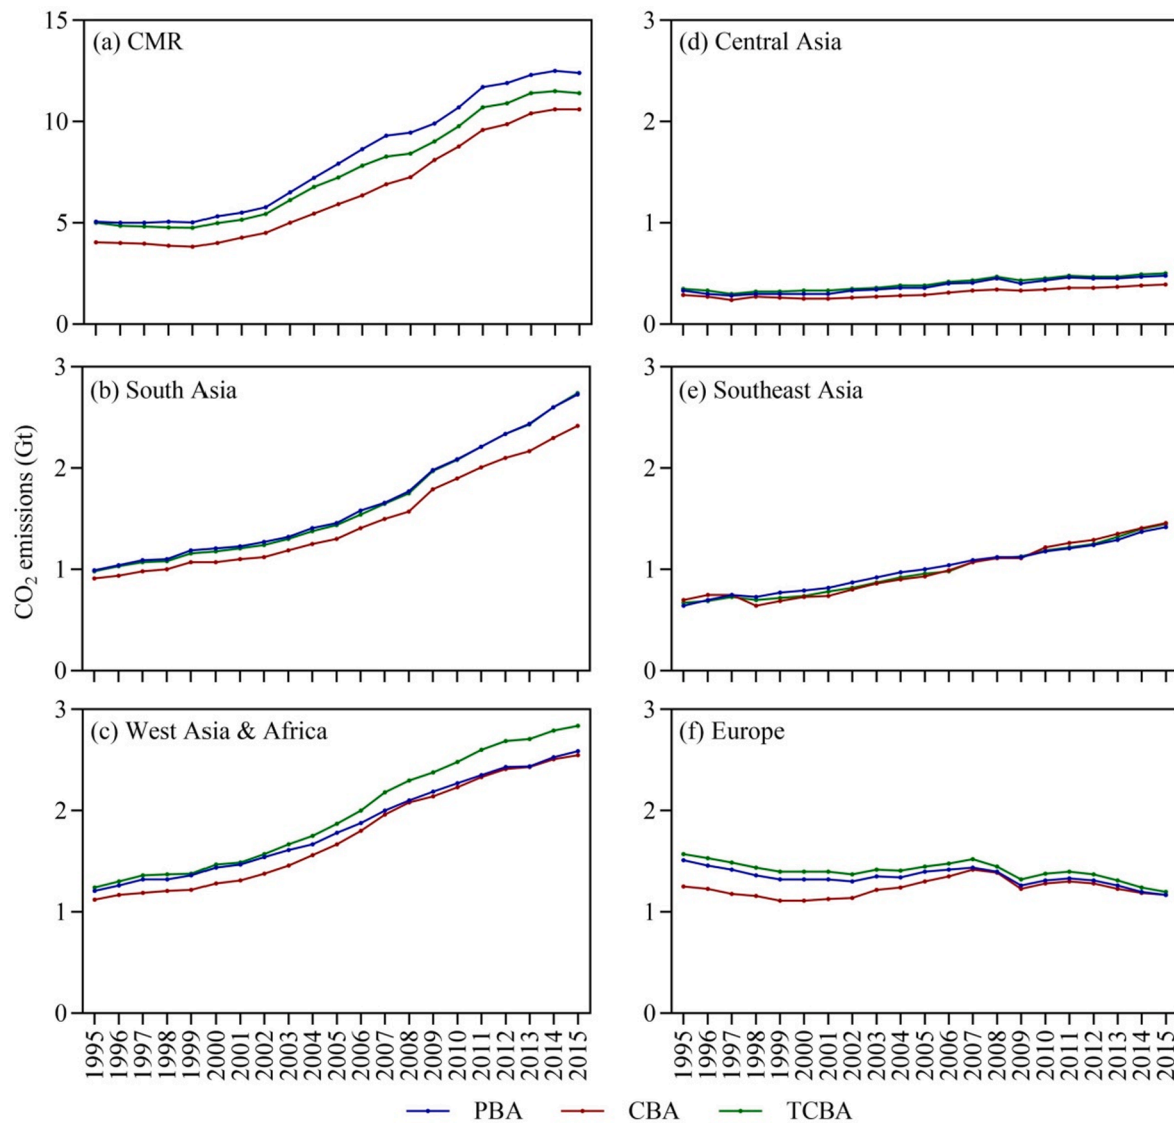 CO₂ emissions (Gt)
(a) CMR
15
10
5
0
(d) Central Asia
3
2
1
0
(b) South Asia
3
2
1
0
(e) Southeast Asia
3
2
1
0
(c) West Asia & Africa
3
2
1
0
1995 1996 1997 1998 1999 2000 2001 2002 2003 2004 2005 2006 2007 2008 2009 2010 2011 2012 2013 2014 2015
(f) Europe
3
2
1
0
1995 1996 1997 1998 1999 2000 2001 2002 2003 2004 2005 2006 2007 2008 2009 2010 2011 2012 2013 2014 2015
PBA CBA TCBA